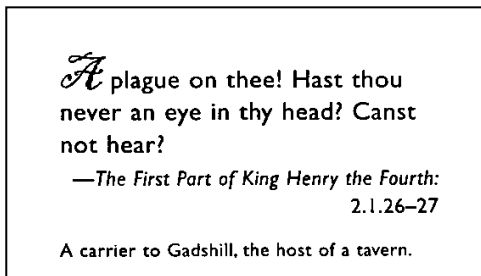 A plague on thee! Hast thou
never an eye in thy head? Canst
not hear?
—The First Part of King Henry the Fourth:
2.1.26–27
A carrier to Gadshill, the host of a tavern.